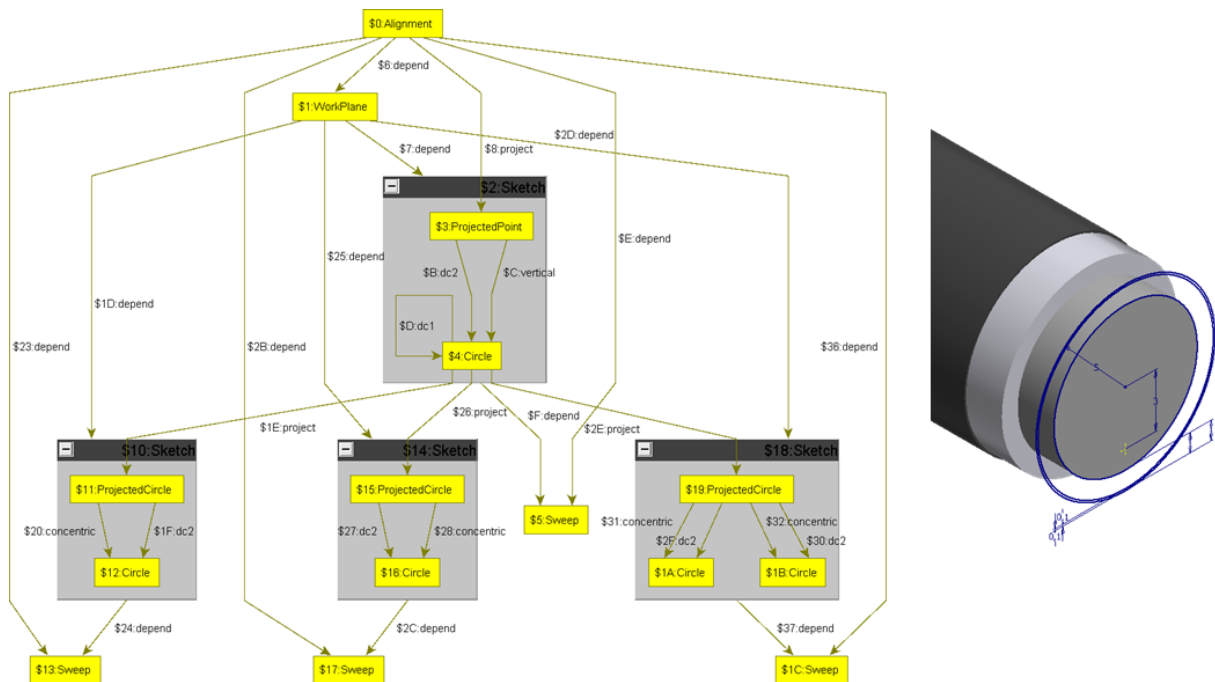 $0:Alignment
$6:depend
$1:WorkPlane
$2D:depend
$7:depend
$8:project
$2:Sketch
$3:ProjectedPoint
$E:depend
$25:depend
$B:dc2
$C:vertical
$1D:depend
$D:dc1
$23:depend
$2B:depend
$36:depend
$4:Circle
$26:project
$F:depend
$1E:project
$2E:project
$10:Sketch
$14:Sketch
$18:Sketch
$11:ProjectedCircle
$15:ProjectedCircle
$19:ProjectedCircle
$5:Sweep
$20:concentric
$1F:dc2
$27:dc2
$28:concentric
$31:concentric
$32:concentric
$2F:dc2
$30:dc2
$12:Circle
$16:Circle
$1A:Circle
$1B:Circle
$24:depend
$2C:depend
$37:depend
$13:Sweep
$17:Sweep
$1C:Sweep
5
3